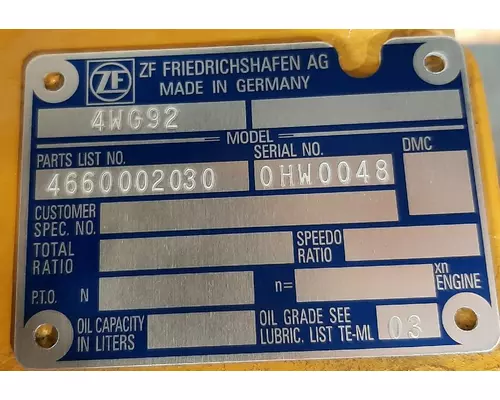 ZF ZF FRIEDRICHSHAFEN AG
MADE IN GERMANY
4WG92
MODEL
PARTS LIST NO. SERIAL NO. DMC
4660002030 0HW0048
CUSTOMER
SPEC. NO.
TOTAL
RATIO
SPEEDO
RATIO
P.T.O. N n= xn
ENGINE
OIL CAPACITY
IN LITERS
OIL GRADE SEE
LUBRIC. LIST TE-ML 03